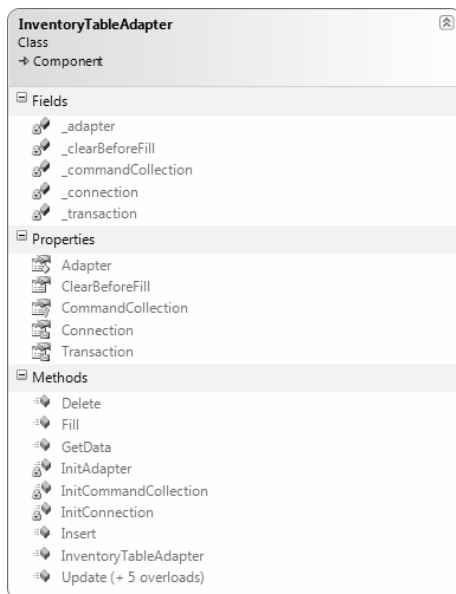 InventoryTableAdapter
Class
Component
Fields
_adapter
_clearBeforeFill
_commandCollection
_connection
_transaction
Properties
Adapter
ClearBeforeFill
CommandCollection
Connection
Transaction
Methods
Delete
Fill
GetData
InitAdapter
InitCommandCollection
InitConnection
Insert
InventoryTableAdapter
Update (+ 5 overloads)